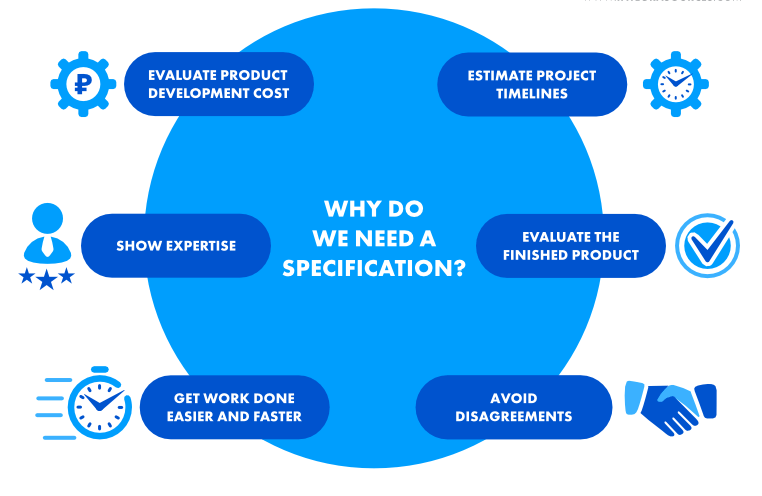 EVALUATE PRODUCT
DEVELOPMENT COST
ESTIMATE PROJECT
TIMELINES
WHY DO
WE NEED A
SPECIFICATION?
SHOW EXPERTISE
EVALUATE THE
FINISHED PRODUCT
GET WORK DONE
EASIER AND FASTER
AVOID
DISAGREEMENTS